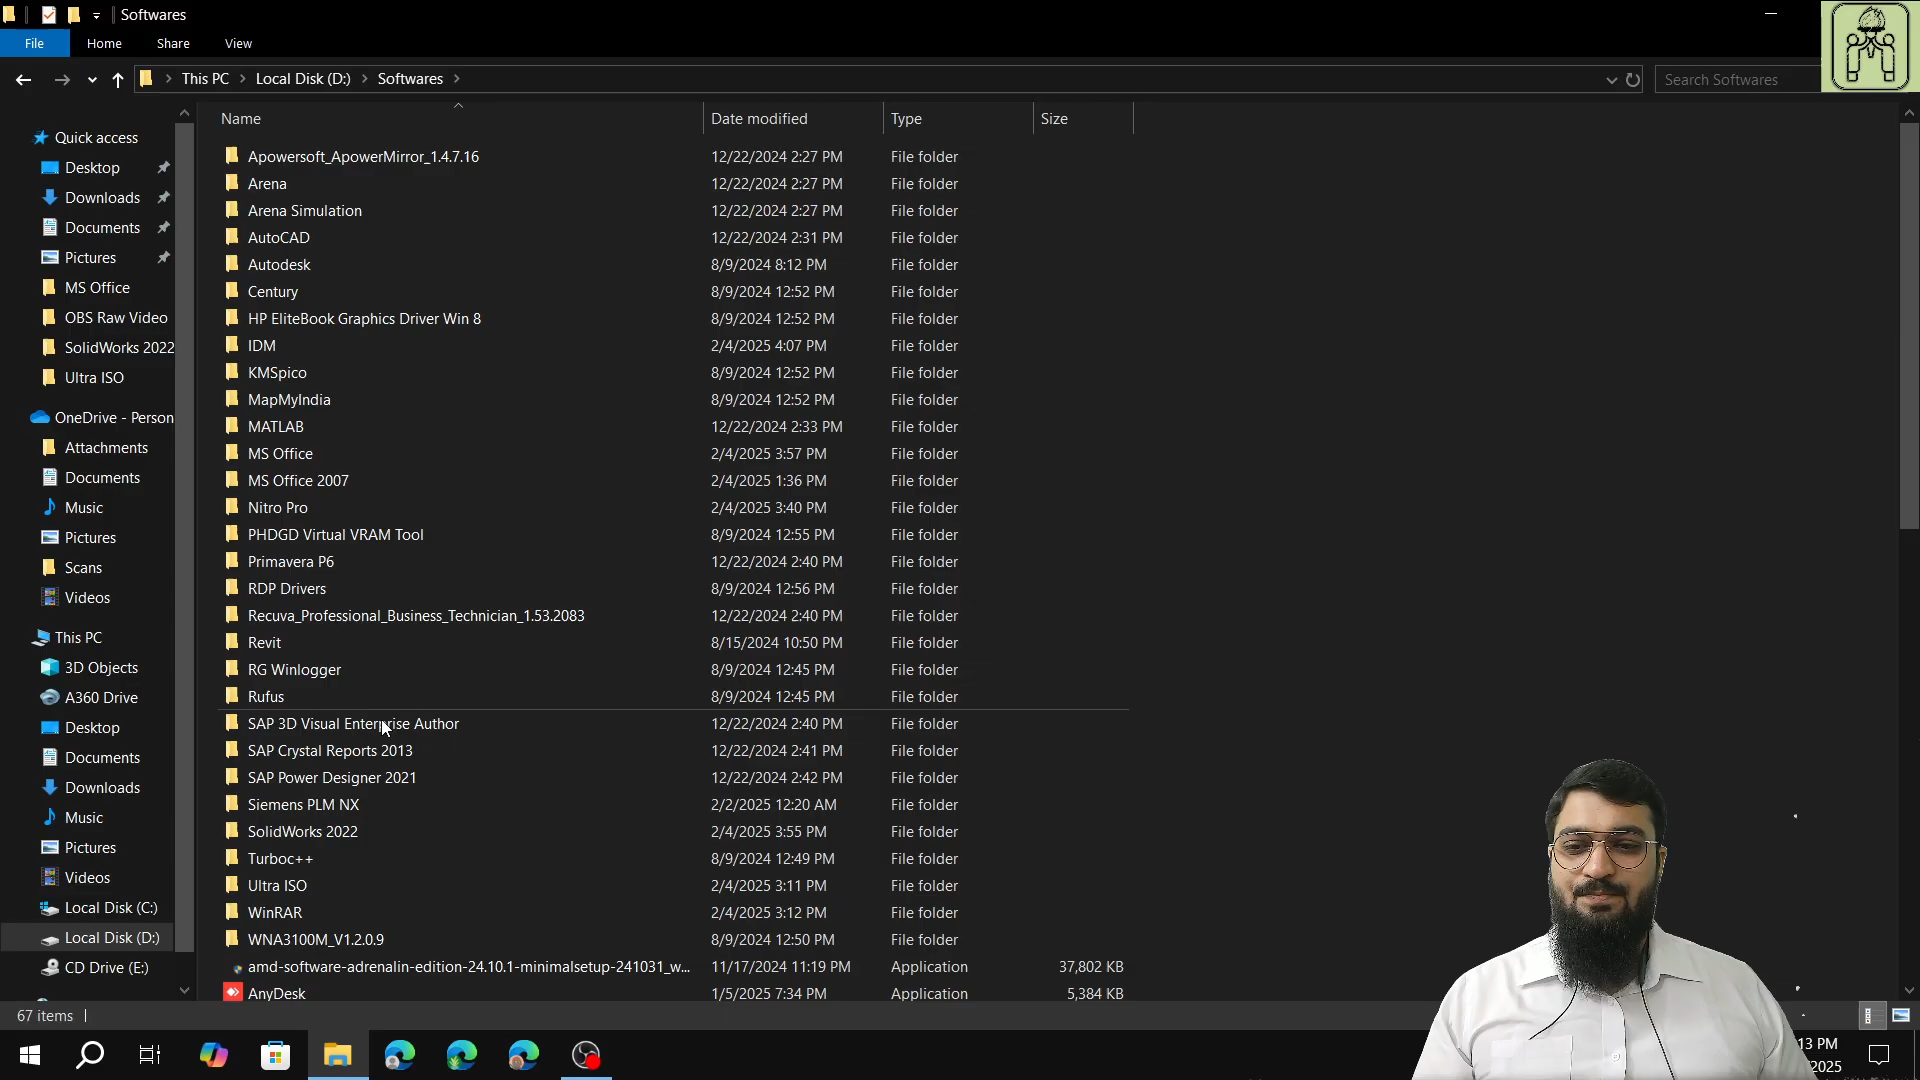 Softwares
File Home Share View
This PC Local Disk (D:) Softwares
Search Softwares
Name Date modified Type Size
Quick access
Desktop
Downloads
Documents
Pictures
MS Office
OBS Raw Video
SolidWorks 2022
Ultra ISO
OneDrive - Person
Attachments
Documents
Music
Pictures
Scans
Videos
This PC
3D Objects
A360 Drive
Desktop
Documents
Downloads
Music
Pictures
Videos
Local Disk (C:)
Local Disk (D:)
CD Drive (E:)
Apowersoft_ApowerMirror_1.4.7.16 12/22/2024 2:27 PM File folder
Arena 12/22/2024 2:27 PM File folder
Arena Simulation 12/22/2024 2:27 PM File folder
AutoCAD 12/22/2024 2:31 PM File folder
Autodesk 8/9/2024 8:12 PM File folder
Century 8/9/2024 12:52 PM File folder
HP EliteBook Graphics Driver Win 8 8/9/2024 12:52 PM File folder
IDM 2/4/2025 4:07 PM File folder
KMSpico 8/9/2024 12:52 PM File folder
MapMyIndia 8/9/2024 12:52 PM File folder
MATLAB 12/22/2024 2:33 PM File folder
MS Office 2/4/2025 3:57 PM File folder
MS Office 2007 2/4/2025 1:36 PM File folder
Nitro Pro 2/4/2025 3:40 PM File folder
PHDGD Virtual VRAM Tool 8/9/2024 12:55 PM File folder
Primavera P6 12/22/2024 2:40 PM File folder
RDP Drivers 8/9/2024 12:56 PM File folder
Recuva_Professional_Business_Technician_1.53.2083 12/22/2024 2:40 PM File folder
Revit 8/15/2024 10:50 PM File folder
RG Winlogger 8/9/2024 12:45 PM File folder
Rufus 8/9/2024 12:45 PM File folder
SAP 3D Visual Enterprise Author 12/22/2024 2:40 PM File folder
SAP Crystal Reports 2013 12/22/2024 2:41 PM File folder
SAP Power Designer 2021 12/22/2024 2:42 PM File folder
Siemens PLM NX 2/2/2025 12:20 AM File folder
SolidWorks 2022 2/4/2025 3:55 PM File folder
Turboc++ 8/9/2024 12:49 PM File folder
Ultra ISO 2/4/2025 3:11 PM File folder
WinRAR 2/4/2025 3:12 PM File folder
WNA3100M_V1.2.0.9 8/9/2024 12:50 PM File folder
amd-software-adrenalin-edition-24.10.1-minimalsetup-241031_w... 11/17/2024 11:19 PM Application 37,802 KB
AnyDesk 1/5/2025 7:34 PM Application 5,384 KB
67 items
13 PM
2025